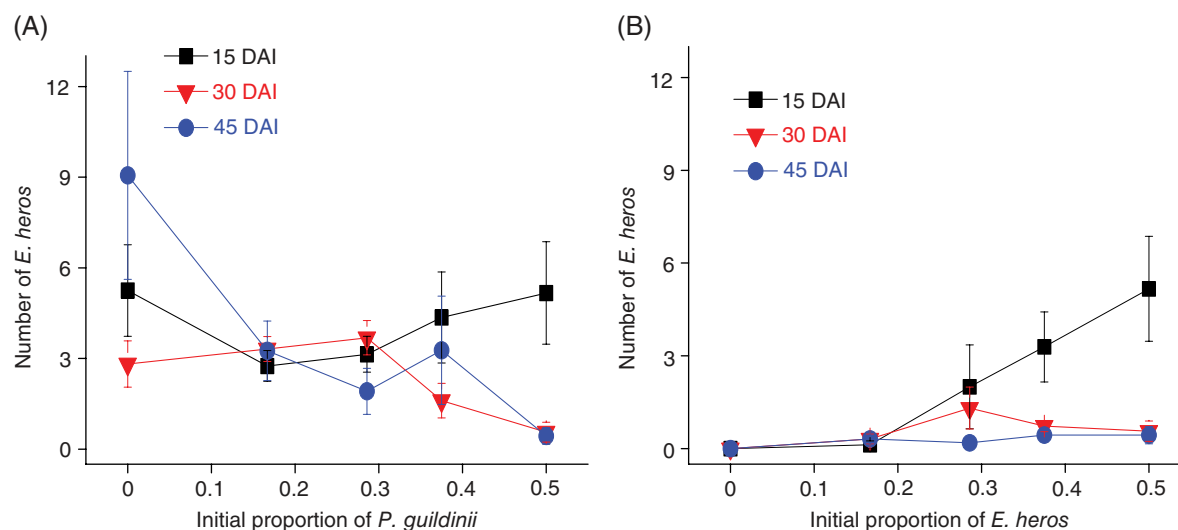 (A)
15 DAI
30 DAI
45 DAI
Number of E. heros
12
9
6
3
0
0 0.1 0.2 0.3 0.4 0.5
Initial proportion of P. guildinii
(B)
15 DAI
30 DAI
45 DAI
Number of E. heros
12
9
6
3
0
0 0.1 0.2 0.3 0.4 0.5
Initial proportion of E. heros